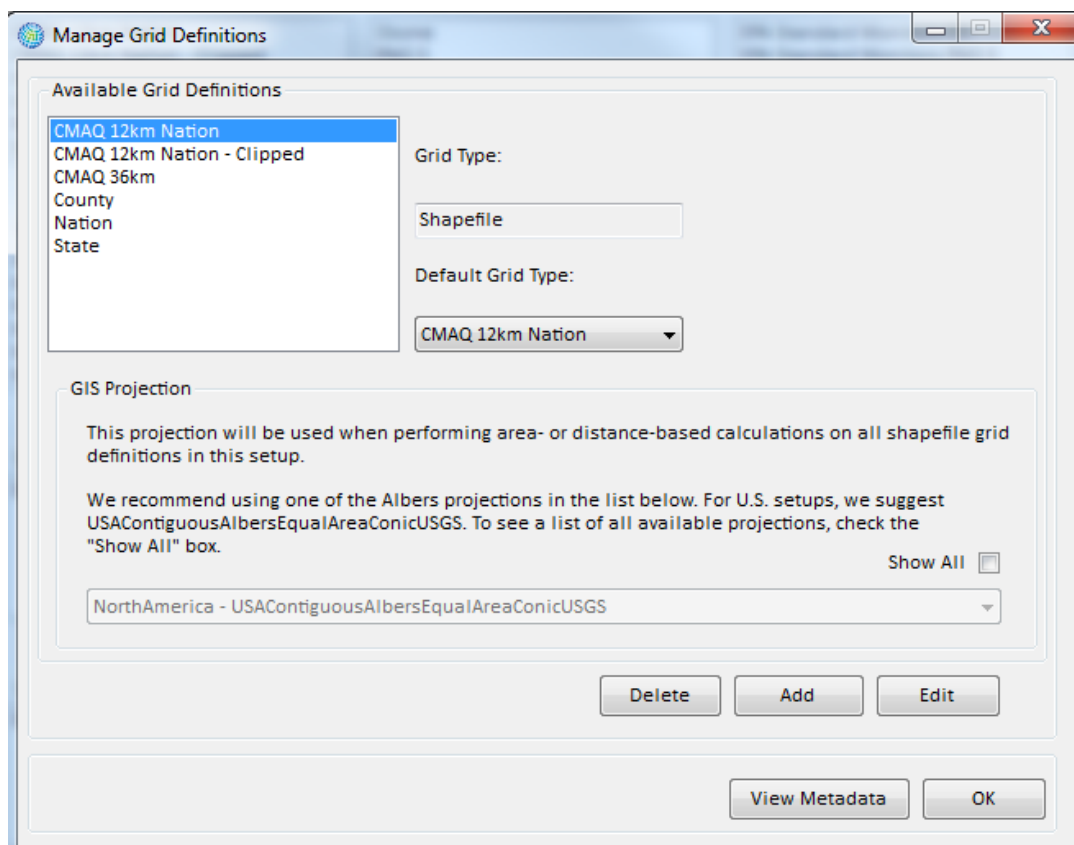 Manage Grid Definitions
Available Grid Definitions
CMAQ 12km Nation
CMAQ 12km Nation - Clipped
CMAQ 36km
County
Nation
State
Grid Type:
Shapefile
Default Grid Type:
CMAQ 12km Nation
GIS Projection
This projection will be used when performing area- or distance-based calculations on all shapefile grid
definitions in this setup.
We recommend using one of the Albers projections in the list below. For U.S. setups, we suggest
USAContiguousAlbersEqualAreaConicUSGS. To see a list of all available projections, check the
"Show All" box.
Show All
NorthAmerica - USAContiguousAlbersEqualAreaConicUSGS
Delete
Add
Edit
View Metadata
OK